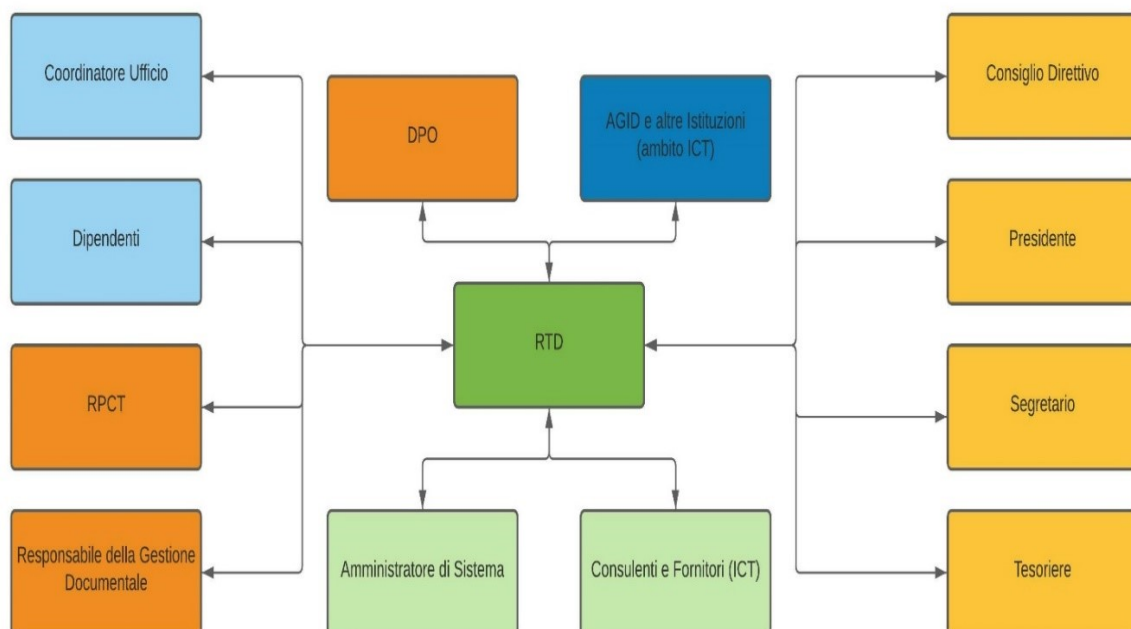 Coordinatore Ufficio
DPO
AGID e altre Istituzioni
(ambito ICT)
Consiglio Direttivo
Dipendenti
Presidente
RTD
RPCT
Segretario
Responsabile della Gestione
Documentale
Amministratore di Sistema
Consulenti e Fornitori (ICT)
Tesoriere